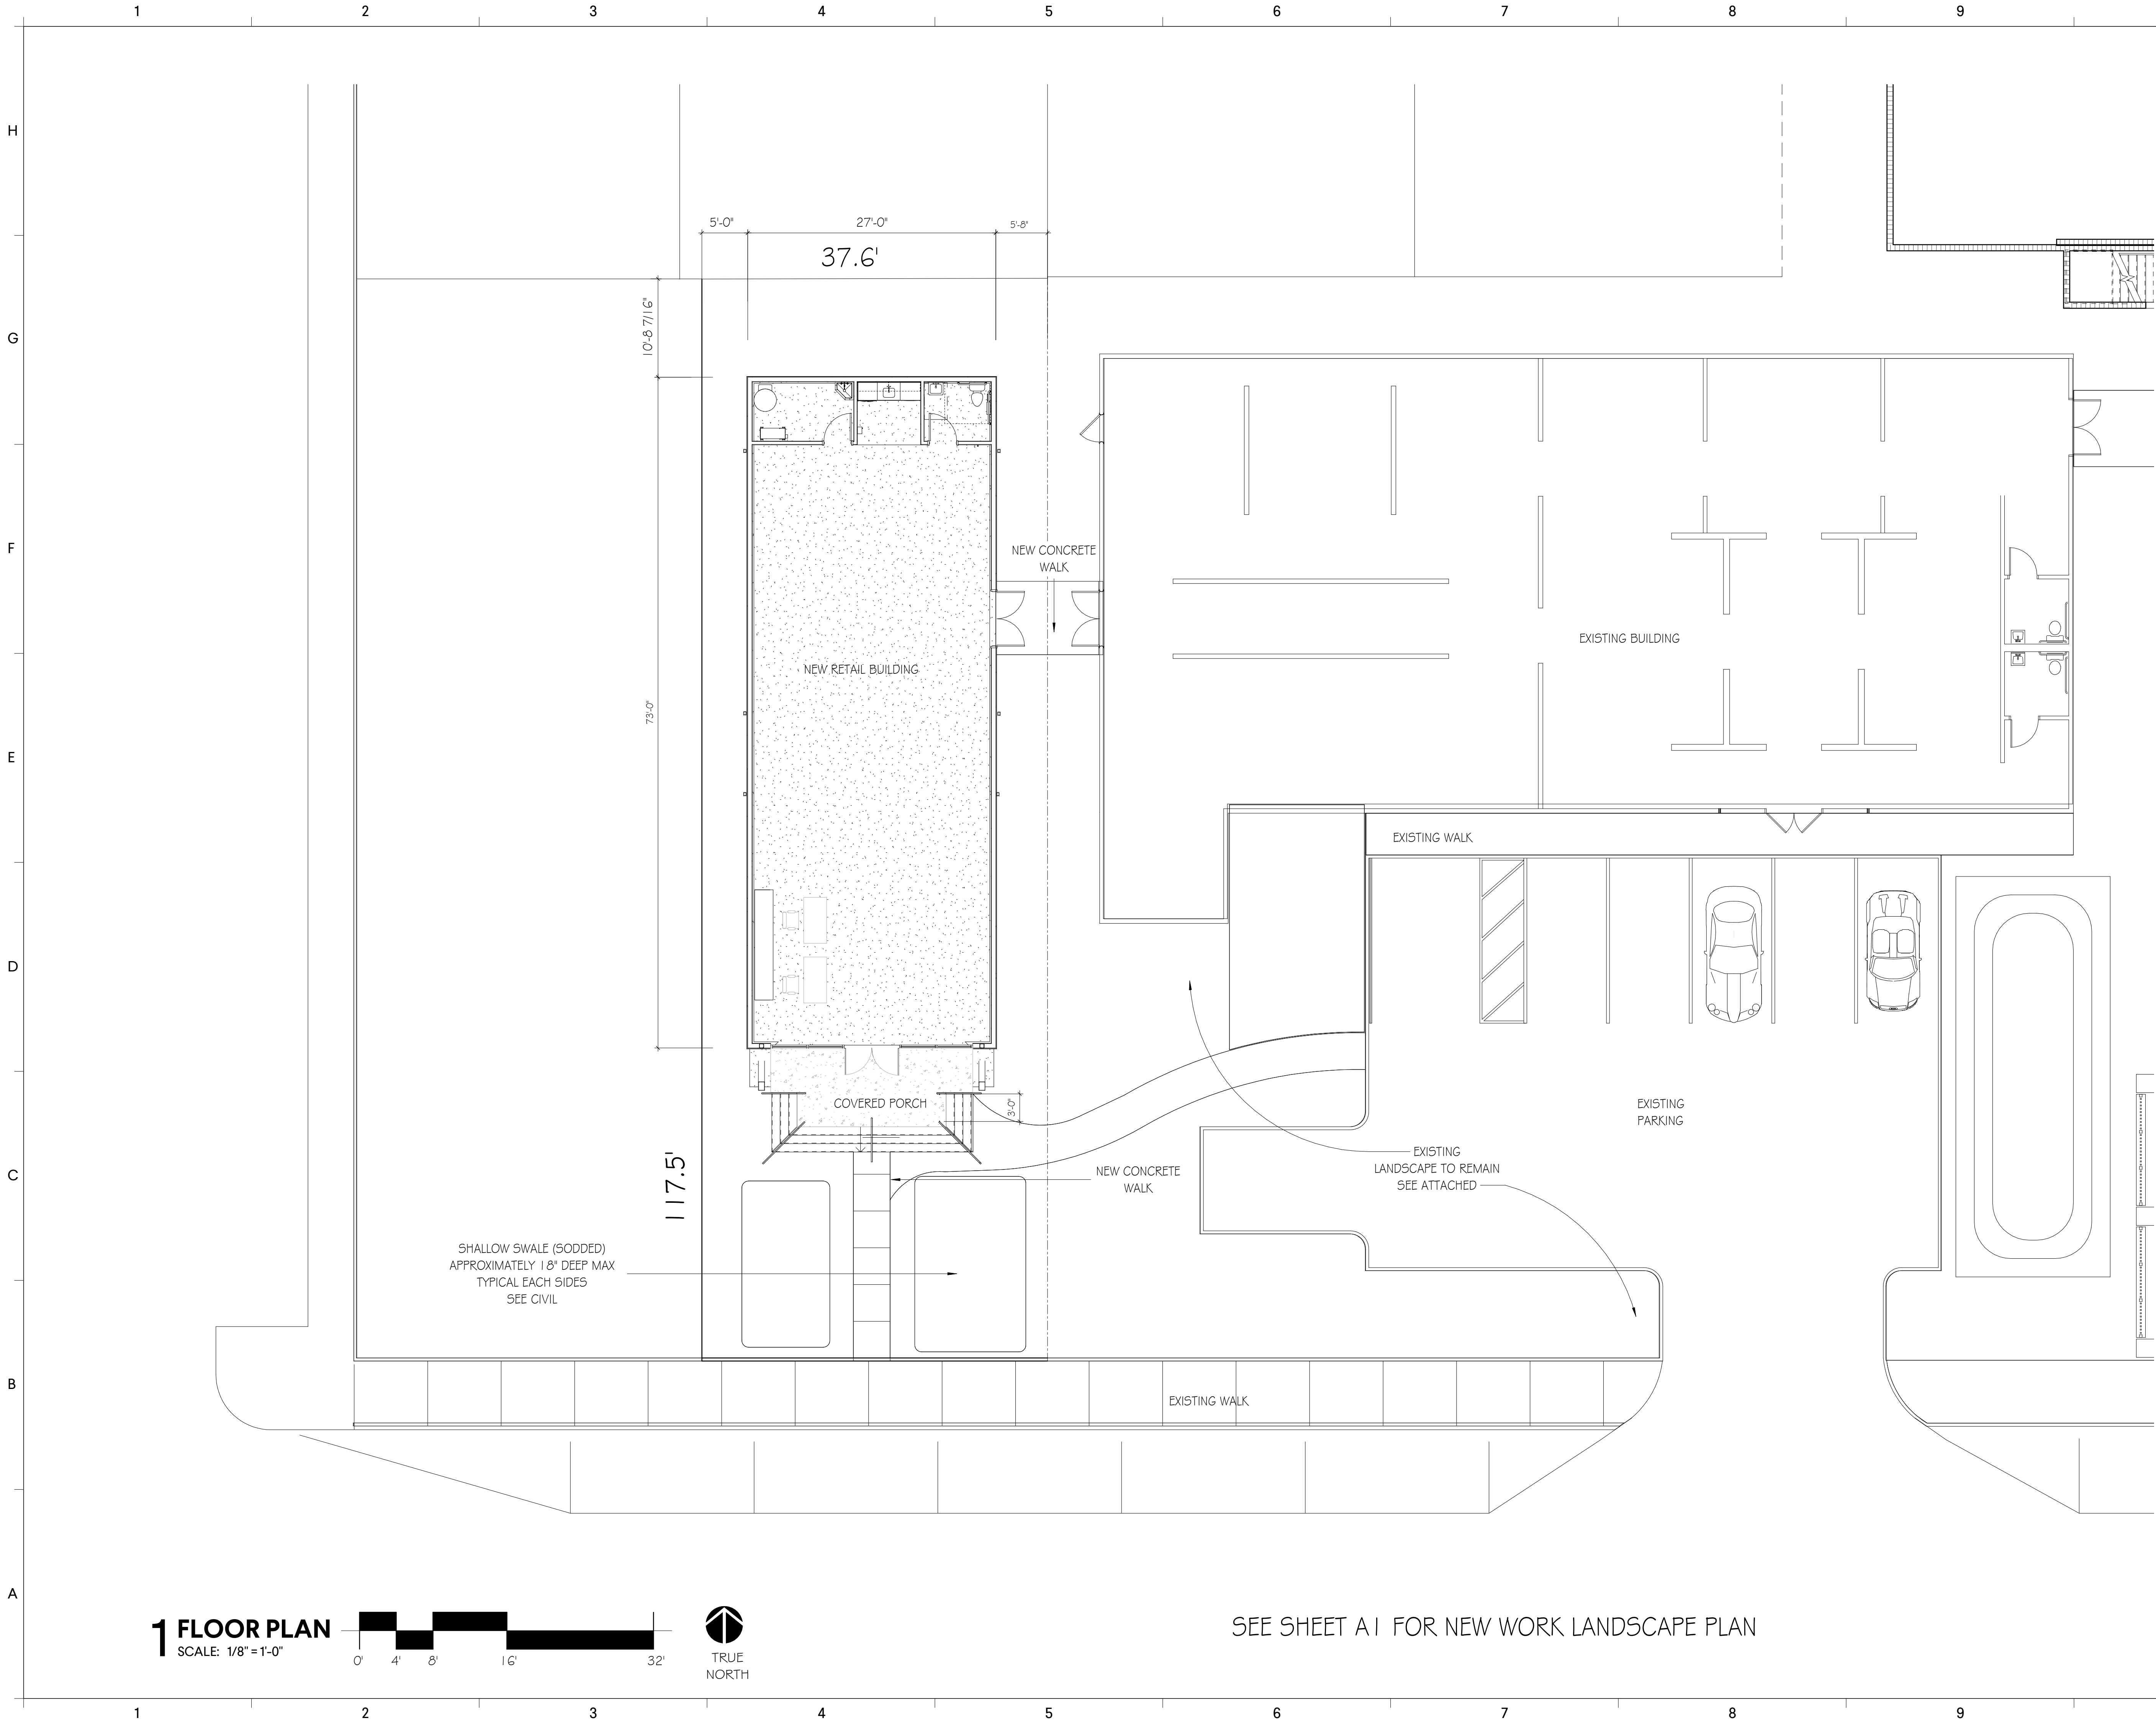 1 2 3 4 5 6 7 8 9
H
5'-0" 27'-0" 5'-8"
37.6'
10'-8 7/16"
G
F
NEW CONCRETE
WALK
EXISTING BUILDING
NEW RETAIL BUILDING
73'-0"
E
EXISTING WALK
D
COVERED PORCH
3'-0"
EXISTING
PARKING
117.5'
C
NEW CONCRETE
WALK
EXISTING
LANDSCAPE TO REMAIN
SEE ATTACHED
SHALLOW SWALE (SODDED)
APPROXIMATELY 18" DEEP MAX
TYPICAL EACH SIDES
SEE CIVIL
B
EXISTING WALK
A
1 FLOOR PLAN
SCALE: 1/8" = 1'-0"
0' 4' 8' 16' 32'
TRUE
NORTH
SEE SHEET A1 FOR NEW WORK LANDSCAPE PLAN
1 2 3 4 5 6 7 8 9